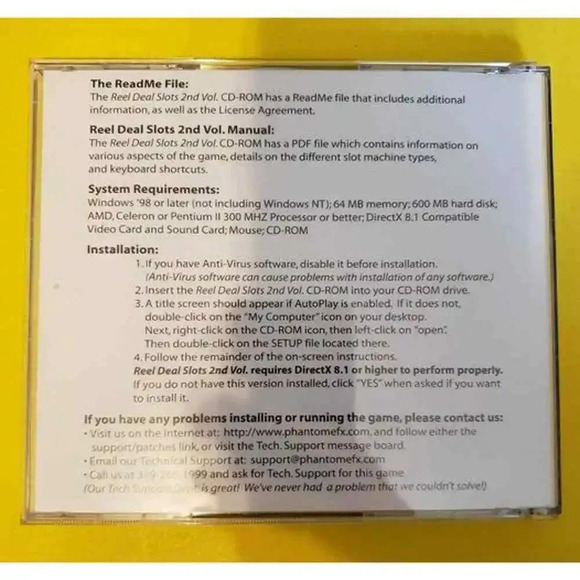 The ReadMe File:
The Reel Deal Slots 2nd Vol. CD-ROM has a ReadMe file that includes additional
information, as well as the License Agreement.
Reel Deal Slots 2nd Vol. Manual:
The Reel Deal Slots 2nd Vol. CD-ROM has a PDF file which contains information on
various aspects of the game, details on the different slot machine types,
and keyboard shortcuts.
System Requirements:
Windows '98 or later (not including Windows NT); 64 MB memory; 600 MB hard disk;
AMD, Celeron or Pentium II 300 MHZ Processor or better; DirectX 8.1 Compatible
Video Card and Sound Card; Mouse; CD-ROM
Installation:
1. If you have Anti-Virus software, disable it before installation.
(Anti-Virus software can cause problems with installation of any software.)
2. Insert the Reel Deal Slots 2nd Vol. CD-ROM into your CD-ROM drive.
3. A title screen should appear if AutoPlay is enabled. If it does not,
double-click on the "My Computer" icon on your desktop.
Next, right-click on the CD-ROM icon, then left-click on "open".
Then double-click on the SETUP file located there.
4. Follow the remainder of the on-screen instructions.
Reel Deal Slots 2nd Vol. requires DirectX 8.1 or higher to perform properly.
If you do not have this version installed, click "YES" when asked if you want
to install it.
If you have any problems installing or running the game, please contact us:
• Visit us on the Internet at: http://www.phantomefx.com, and follow either the
support/patches link, or visit the Tech. Support message board.
• Email our Technical Support at: support@phantomefx.com
• Call us at 1999 and ask for Tech. Support for this game
(Our Tech Support Dept. is great! We've never had a problem that we couldn't solve!)